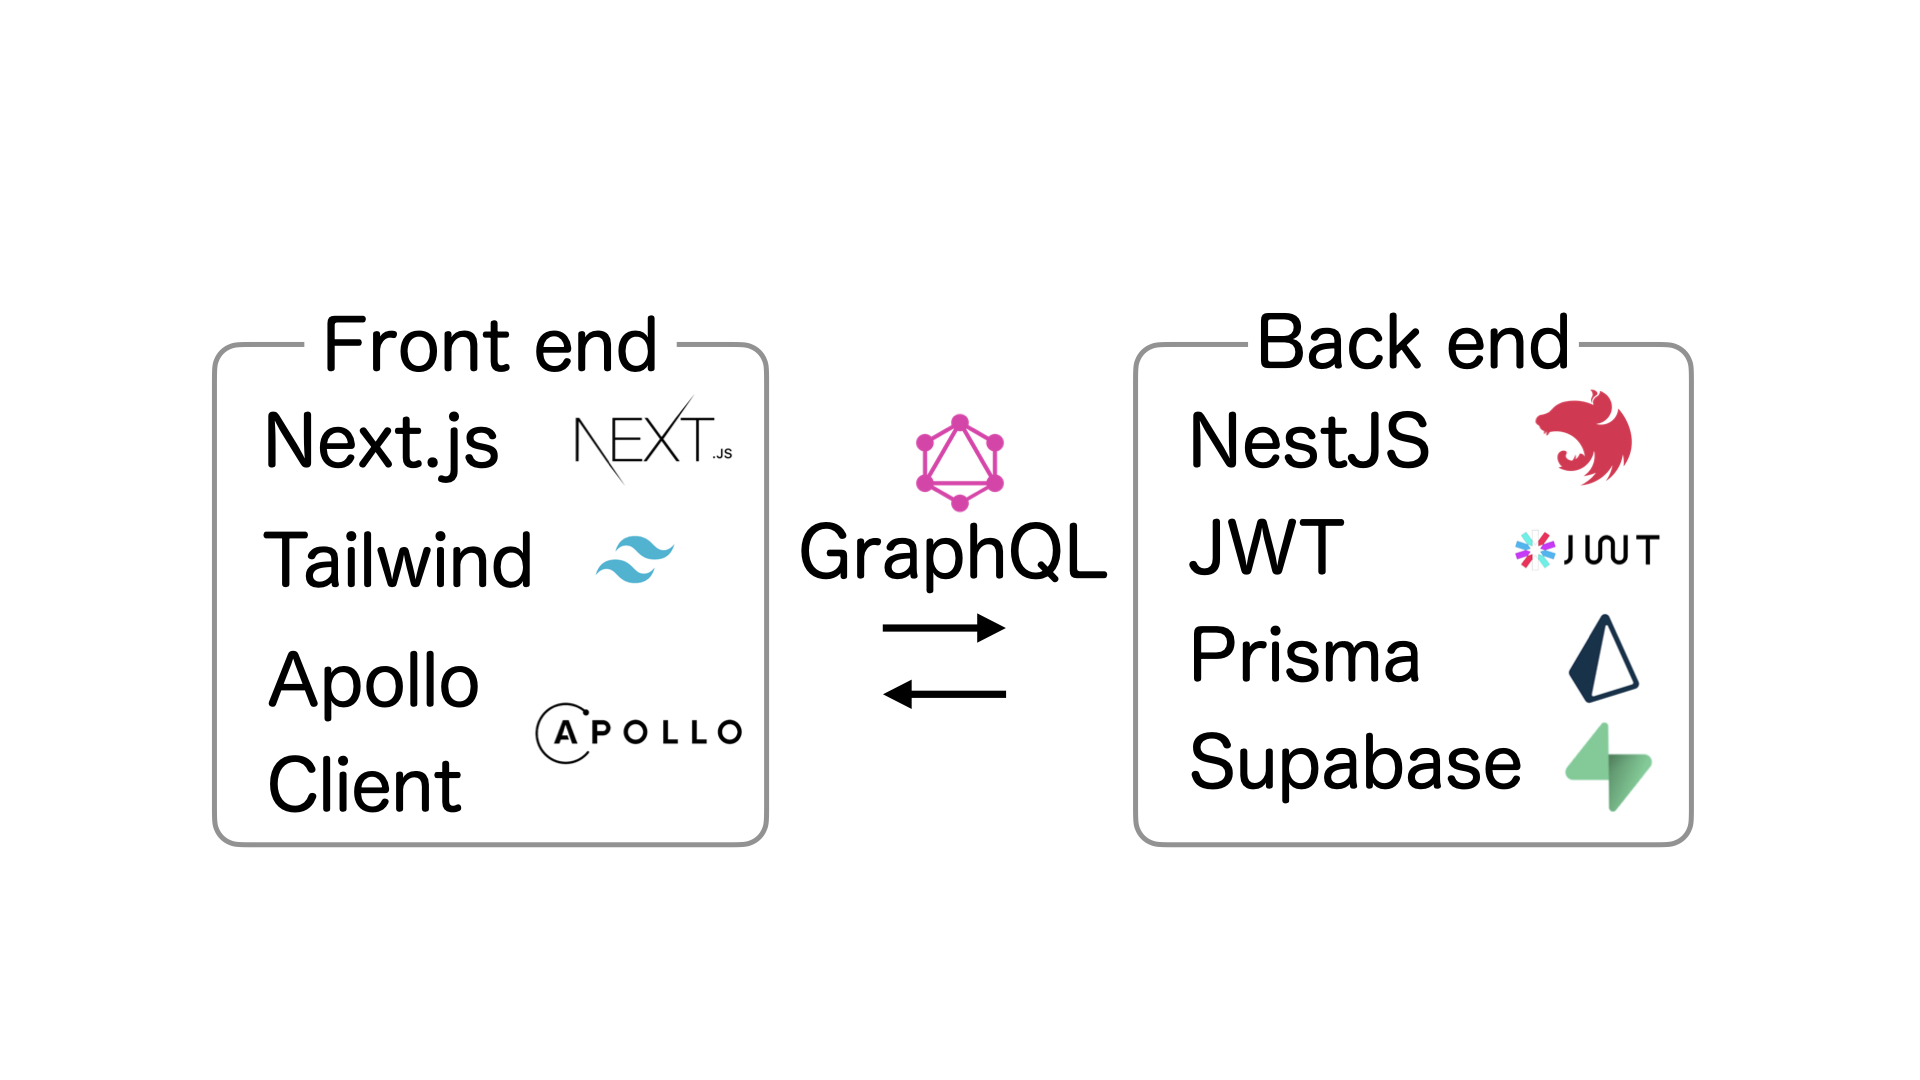 Front end
Next.js
NEXT.JS
Tailwind
Apollo
APOLLO
Client
GraphQL
Back end
NestJS
JWT
JWT
Prisma
Supabase